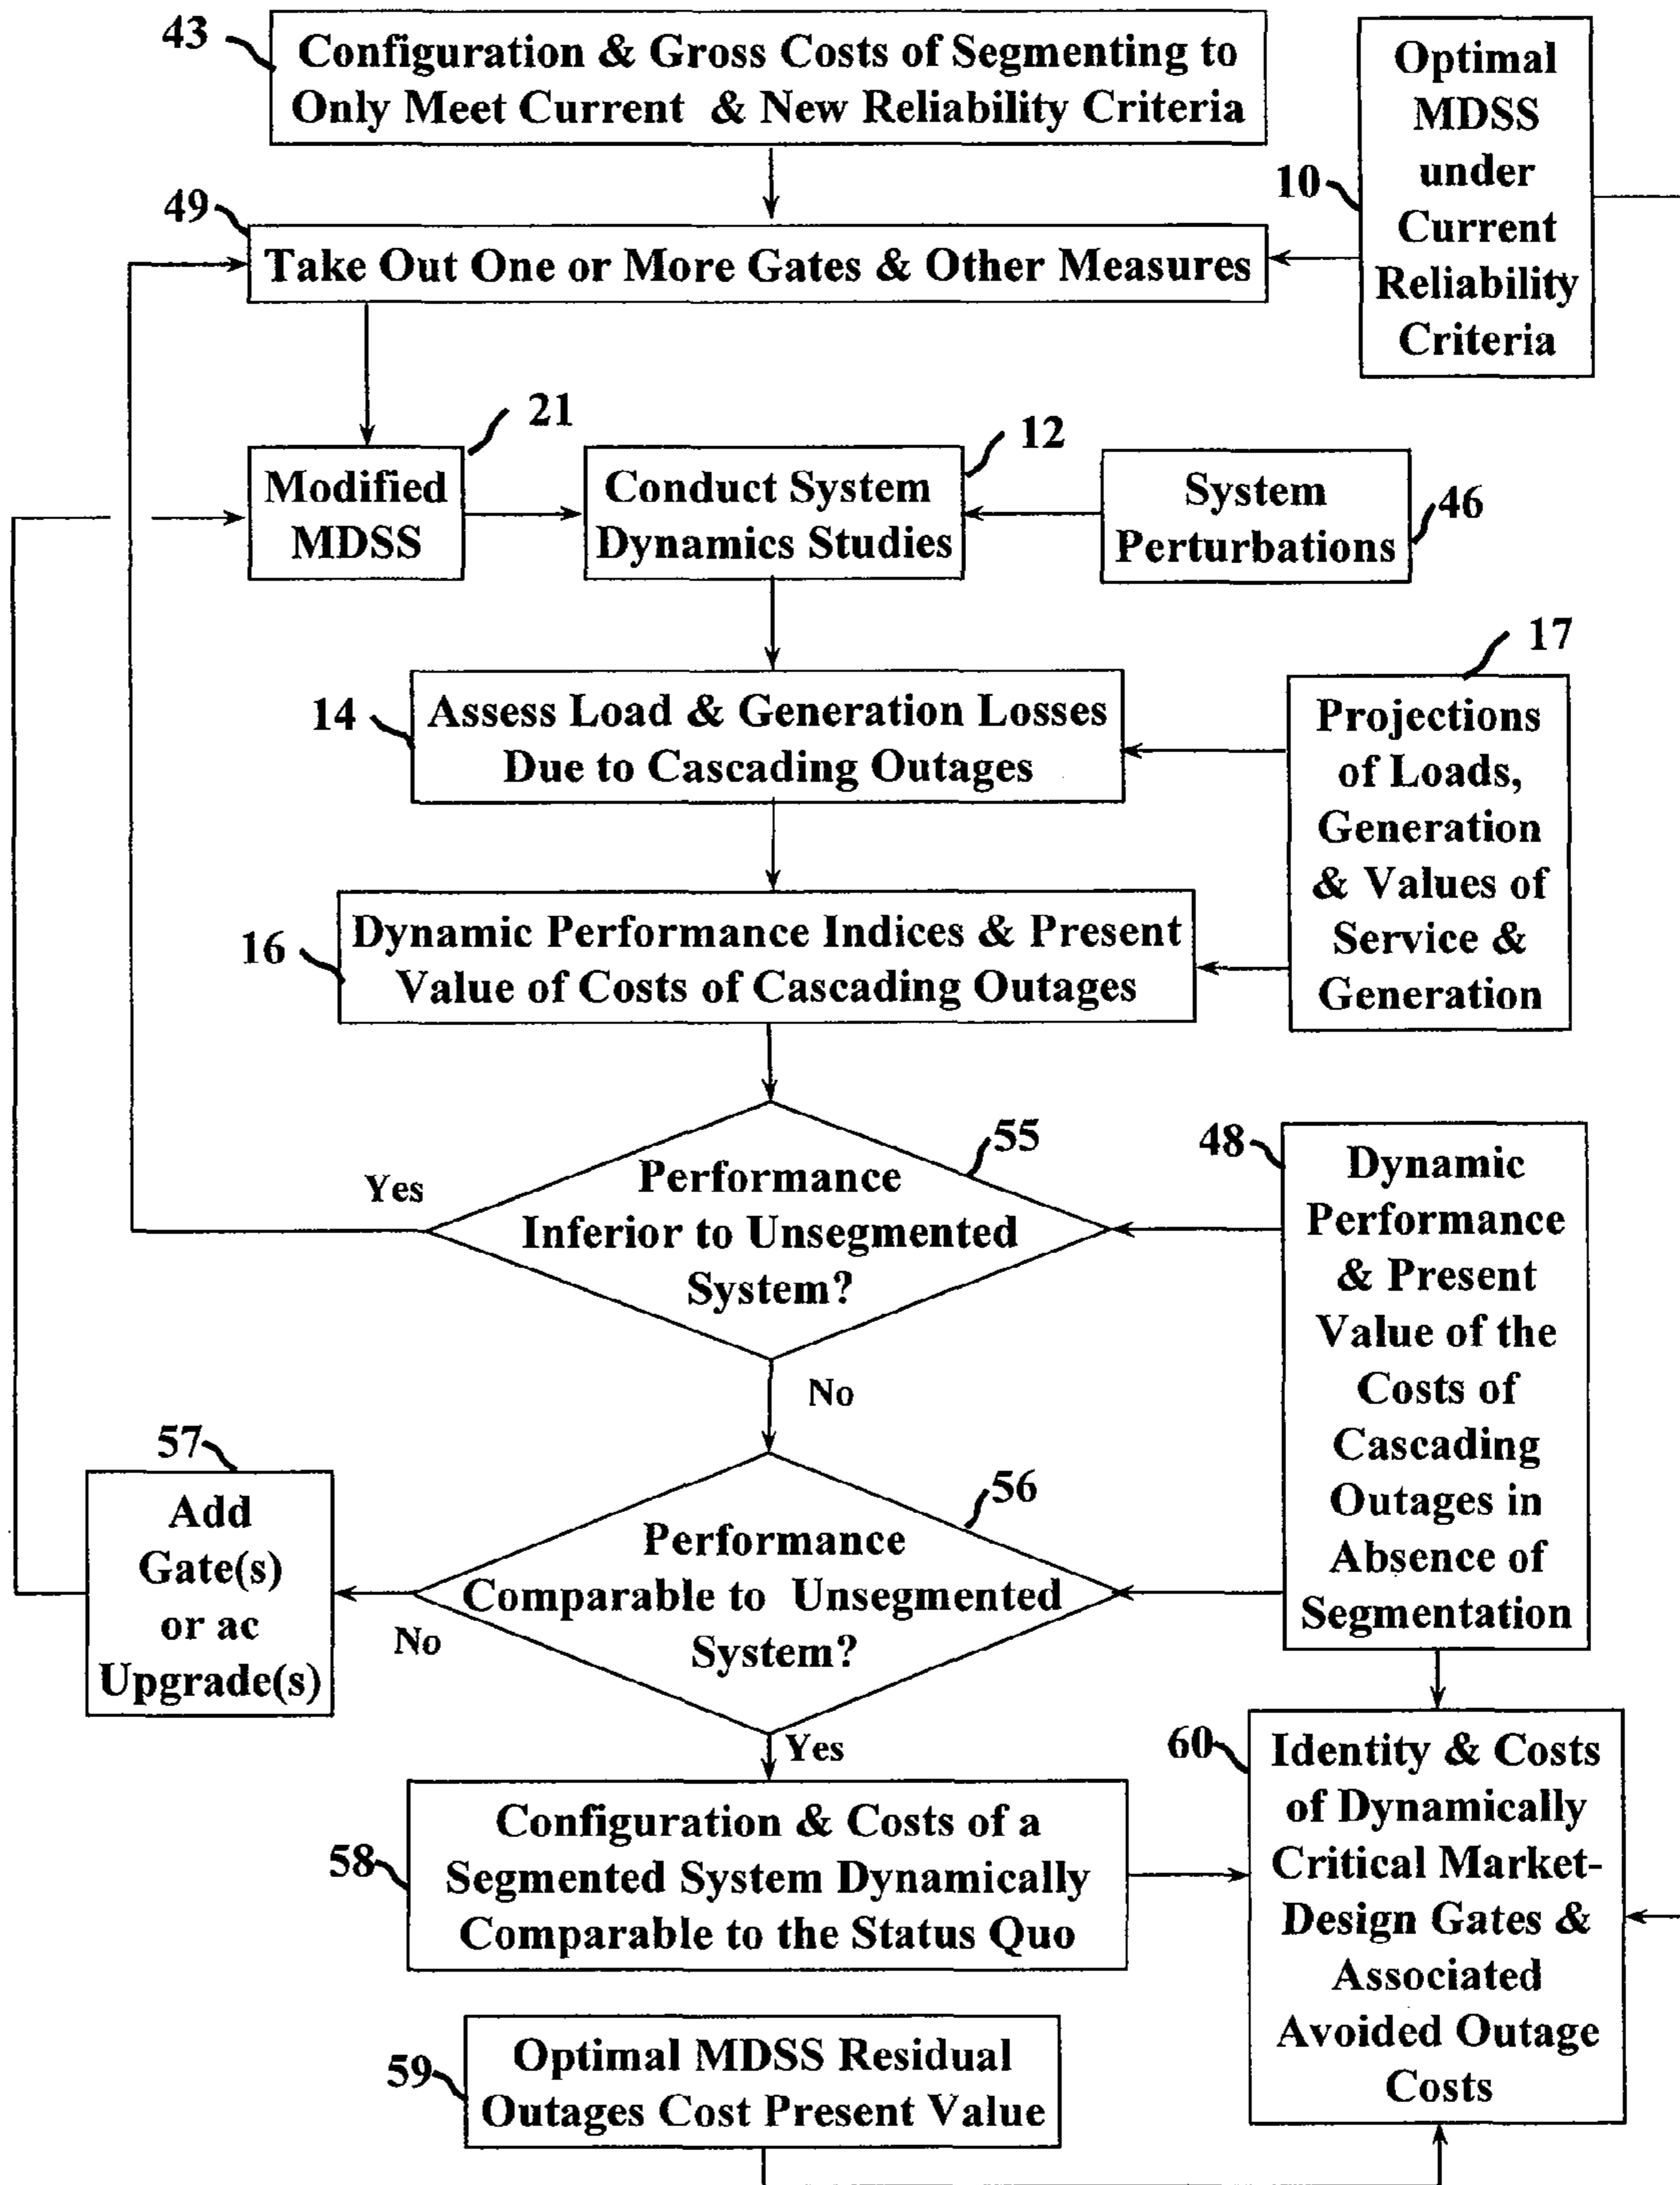 43
Configuration & Gross Costs of Segmenting to
Only Meet Current & New Reliability Criteria
10
Optimal
MDSS
under
Current
Reliability
Criteria
49
Take Out One or More Gates & Other Measures
21
Modified
MDSS
12
Conduct System
Dynamics Studies
System
Perturbations
46
14
Assess Load & Generation Losses
Due to Cascading Outages
17
Projections
of Loads,
Generation
& Values of
Service &
Generation
16
Dynamic Performance Indices & Present
Value of Costs of Cascading Outages
55
Performance
Inferior to Unsegmented
System?
Yes
No
48
Dynamic
Performance
& Present
Value of the
Costs of
Cascading
Outages in
Absence of
Segmentation
57
Add
Gate(s)
or ac
Upgrade(s)
56
Performance
Comparable to Unsegmented
System?
No
Yes
58
Configuration & Costs of a
Segmented System Dynamically
Comparable to the Status Quo
60
Identity & Costs
of Dynamically
Critical Market-
Design Gates &
Associated
Avoided Outage
Costs
59
Optimal MDSS Residual
Outages Cost Present Value